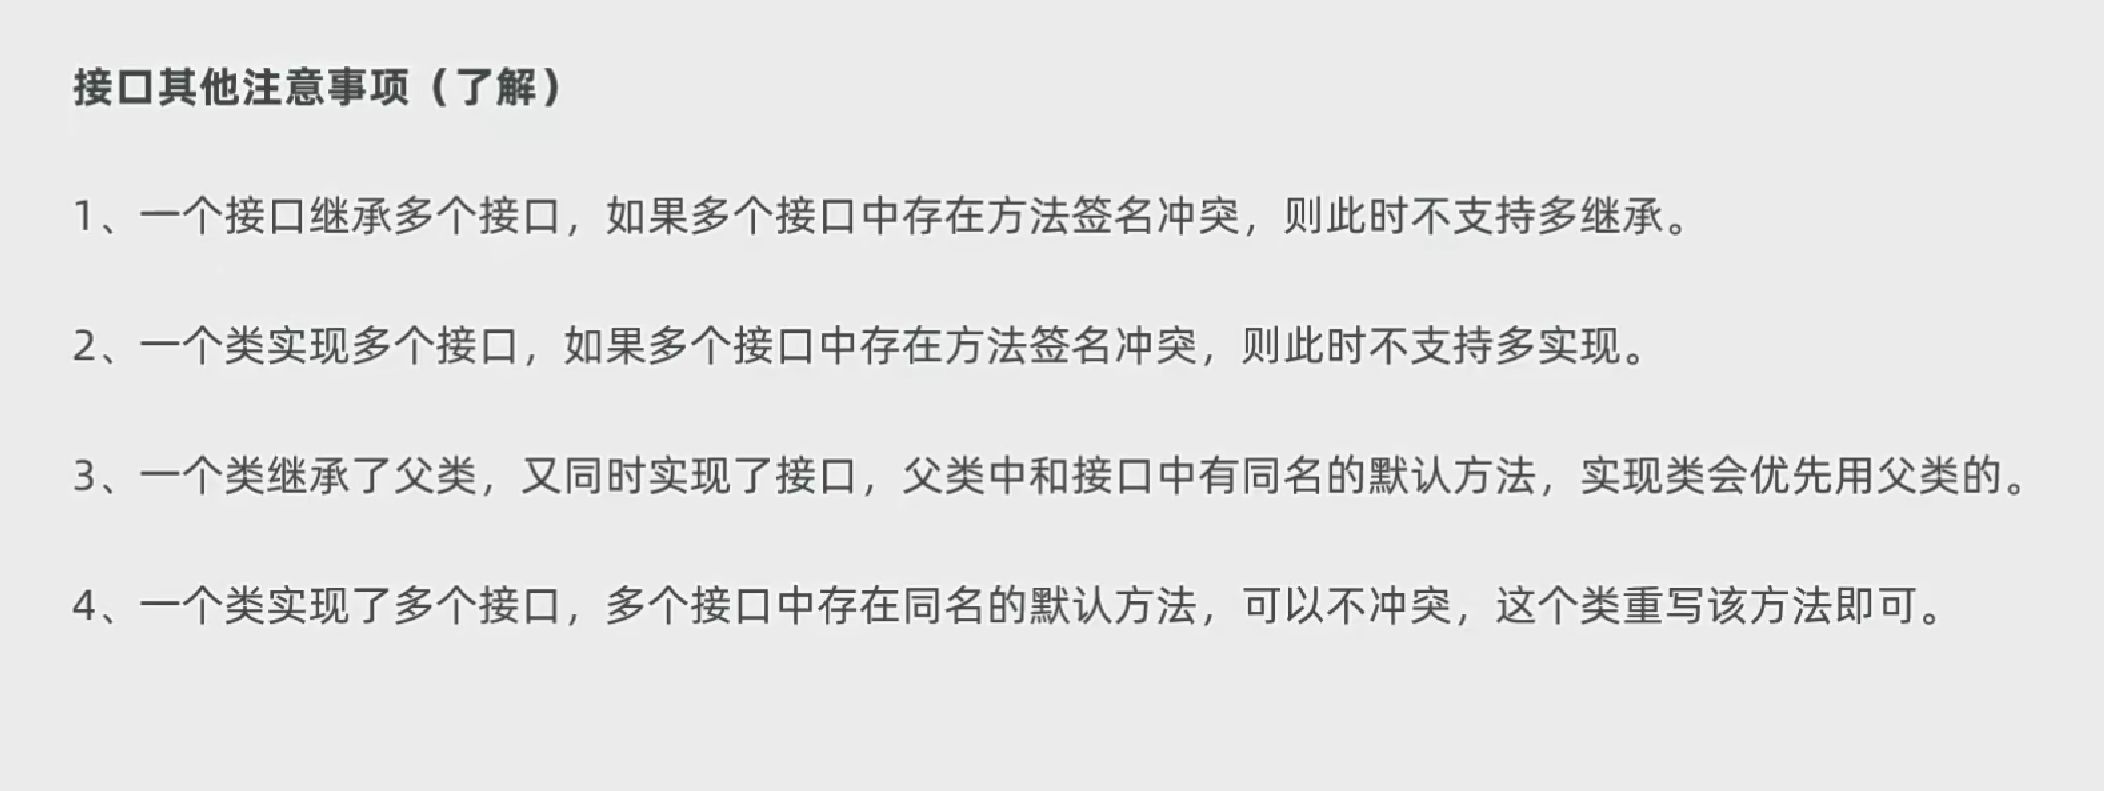 接口其他注意事项（了解）
1、一个接口继承多个接口，如果多个接口中存在方法签名冲突，则此时不支持多继承。
2、一个类实现多个接口，如果多个接口中存在方法签名冲突，则此时不支持多实现。
3、一个类继承了父类，又同时实现了接口，父类中和接口中有同名的默认方法，实现类会优先用父类的。
4、一个类实现了多个接口，多个接口中存在同名的默认方法，可以不冲突，这个类重写该方法即可。